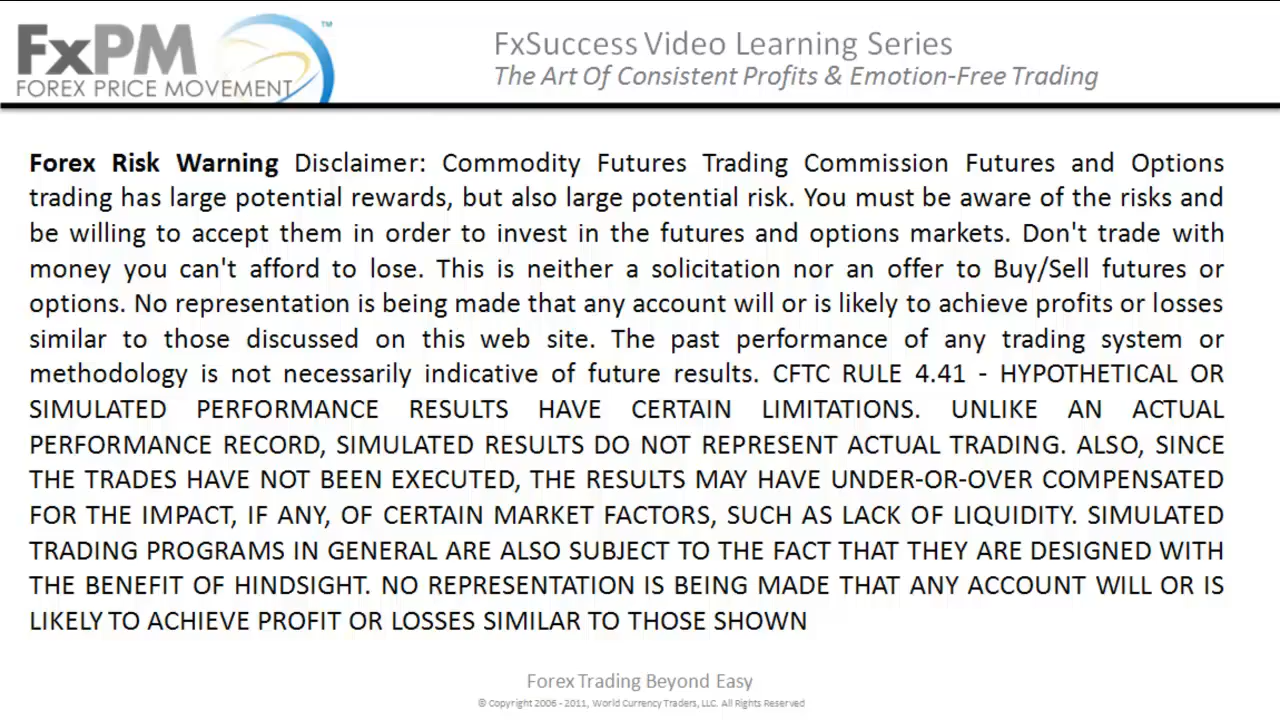 FxPM
FOREX PRICE MOVEMENT
TM
FxSuccess Video Learning Series
The Art Of Consistent Profits & Emotion-Free Trading
Forex Risk Warning Disclaimer: Commodity Futures Trading Commission Futures and Options
trading has large potential rewards, but also large potential risk. You must be aware of the risks and
be willing to accept them in order to invest in the futures and options markets. Don't trade with
money you can't afford to lose. This is neither a solicitation nor an offer to Buy/Sell futures or
options. No representation is being made that any account will or is likely to achieve profits or losses
similar to those discussed on this web site. The past performance of any trading system or
methodology is not necessarily indicative of future results. CFTC RULE 4.41 - HYPOTHETICAL OR
SIMULATED PERFORMANCE RESULTS HAVE CERTAIN LIMITATIONS. UNLIKE AN ACTUAL
PERFORMANCE RECORD, SIMULATED RESULTS DO NOT REPRESENT ACTUAL TRADING. ALSO, SINCE
THE TRADES HAVE NOT BEEN EXECUTED, THE RESULTS MAY HAVE UNDER-OR-OVER COMPENSATED
FOR THE IMPACT, IF ANY, OF CERTAIN MARKET FACTORS, SUCH AS LACK OF LIQUIDITY. SIMULATED
TRADING PROGRAMS IN GENERAL ARE ALSO SUBJECT TO THE FACT THAT THEY ARE DESIGNED WITH
THE BENEFIT OF HINDSIGHT. NO REPRESENTATION IS BEING MADE THAT ANY ACCOUNT WILL OR IS
LIKELY TO ACHIEVE PROFIT OR LOSSES SIMILAR TO THOSE SHOWN
Forex Trading Beyond Easy
© Copyright 2006 - 2011, World Currency Traders, LLC. All Rights Reserved